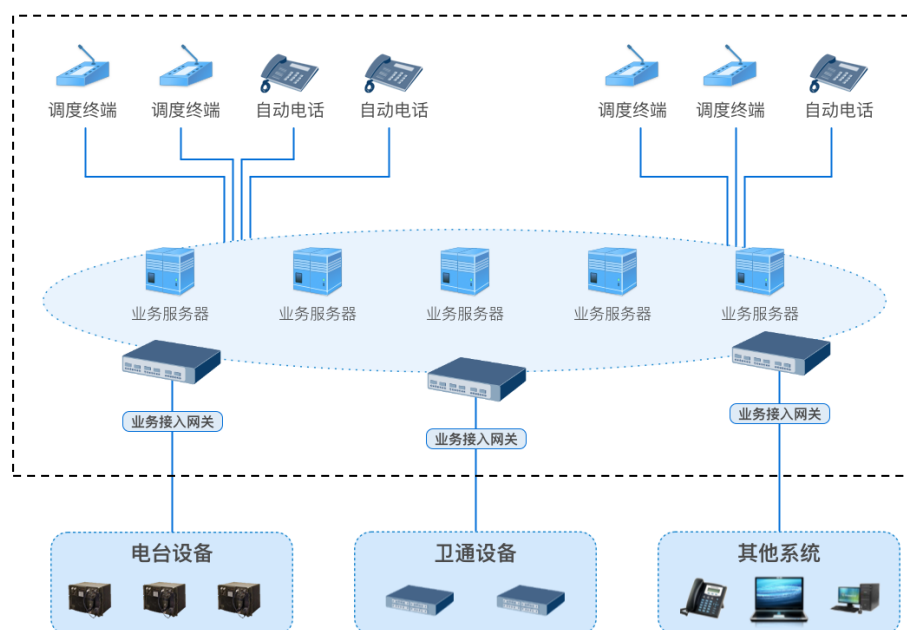 调度终端
调度终端
自动电话
自动电话
调度终端
调度终端
自动电话
业务服务器
业务服务器
业务服务器
业务服务器
业务服务器
业务接入网关
业务接入网关
业务接入网关
电台设备
卫通设备
其他系统